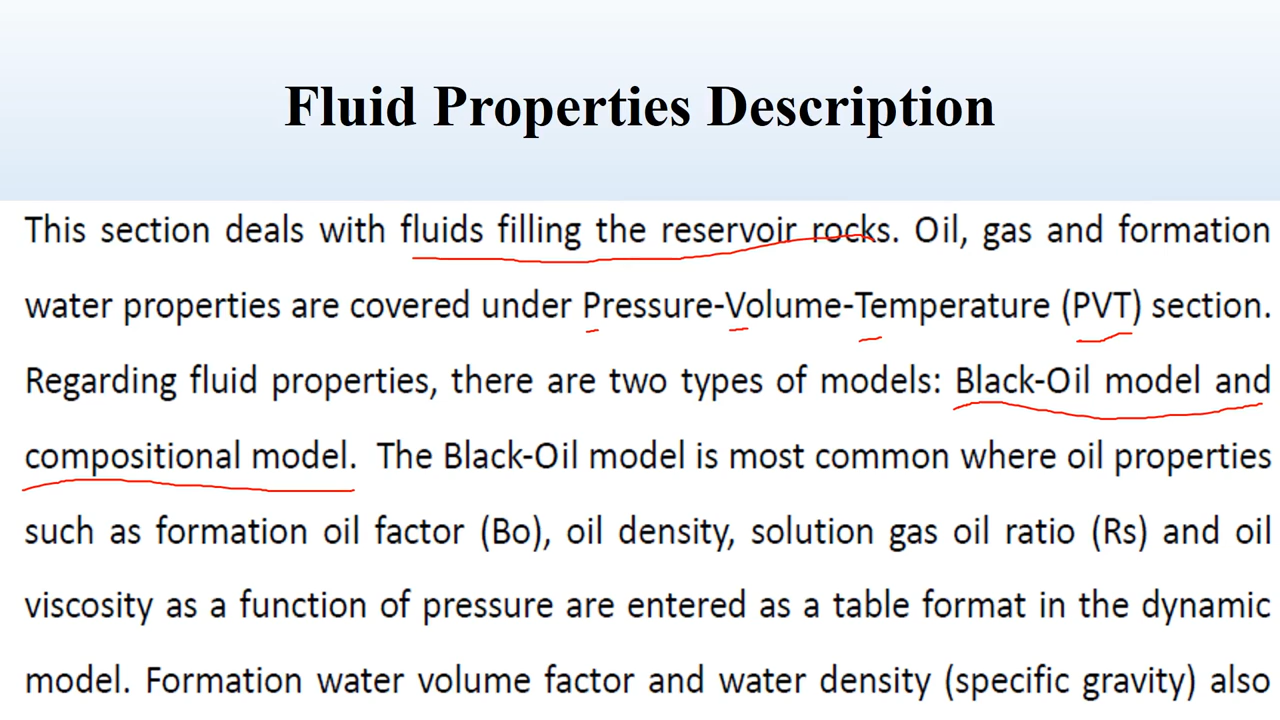 Fluid Properties Description
This section deals with fluids filling the reservoir rocks. Oil, gas and formation
water properties are covered under Pressure-Volume-Temperature (PVT) section.
Regarding fluid properties, there are two types of models: Black-Oil model and
compositional model. The Black-Oil model is most common where oil properties
such as formation oil factor (Bo), oil density, solution gas oil ratio (Rs) and oil
viscosity as a function of pressure are entered as a table format in the dynamic
model. Formation water volume factor and water density (specific gravity) also